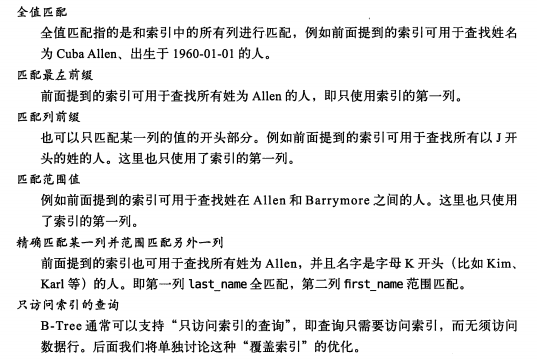 全值匹配
全值匹配指的是和索引中的所有列进行匹配，例如前面提到的索引可用于查找姓名
为 Cuba Allen、出生于 1960-01-01 的人。
匹配最左前缀
前面提到的索引可用于查找所有姓为 Allen 的人，即只使用索引的第一列。
匹配列前缀
也可以只匹配某一列的值的开头部分。例如前面提到的索引可用于查找所有以 J 开
头的姓的人。这里也只使用了索引的第一列。
匹配范围值
例如前面提到的索引可用于查找姓在 Allen 和 Barrymore 之间的人。这里也只使用
了索引的第一列。
精确匹配某一列并范围匹配另外一列
前面提到的索引也可用于查找所有姓为 Allen，并且名字是字母 K 开头（比如 Kim、
Karl 等）的人。即第一列 last_name 全匹配，第二列 first_name 范围匹配。
只访问索引的查询
B-Tree 通常可以支持“只访问索引的查询”，即查询只需要访问索引，而无须访问
数据行。后面我们将单独讨论这种“覆盖索引”的优化。